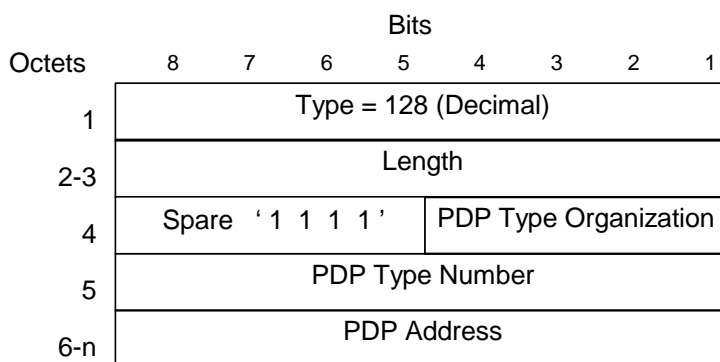 Bits
Octets 8 7 6 5 4 3 2 1
1 Type = 128 (Decimal)
2-3 Length
4 Spare ‘ 1 1 1 1 ’ PDP Type Organization
5 PDP Type Number
6-n PDP Address